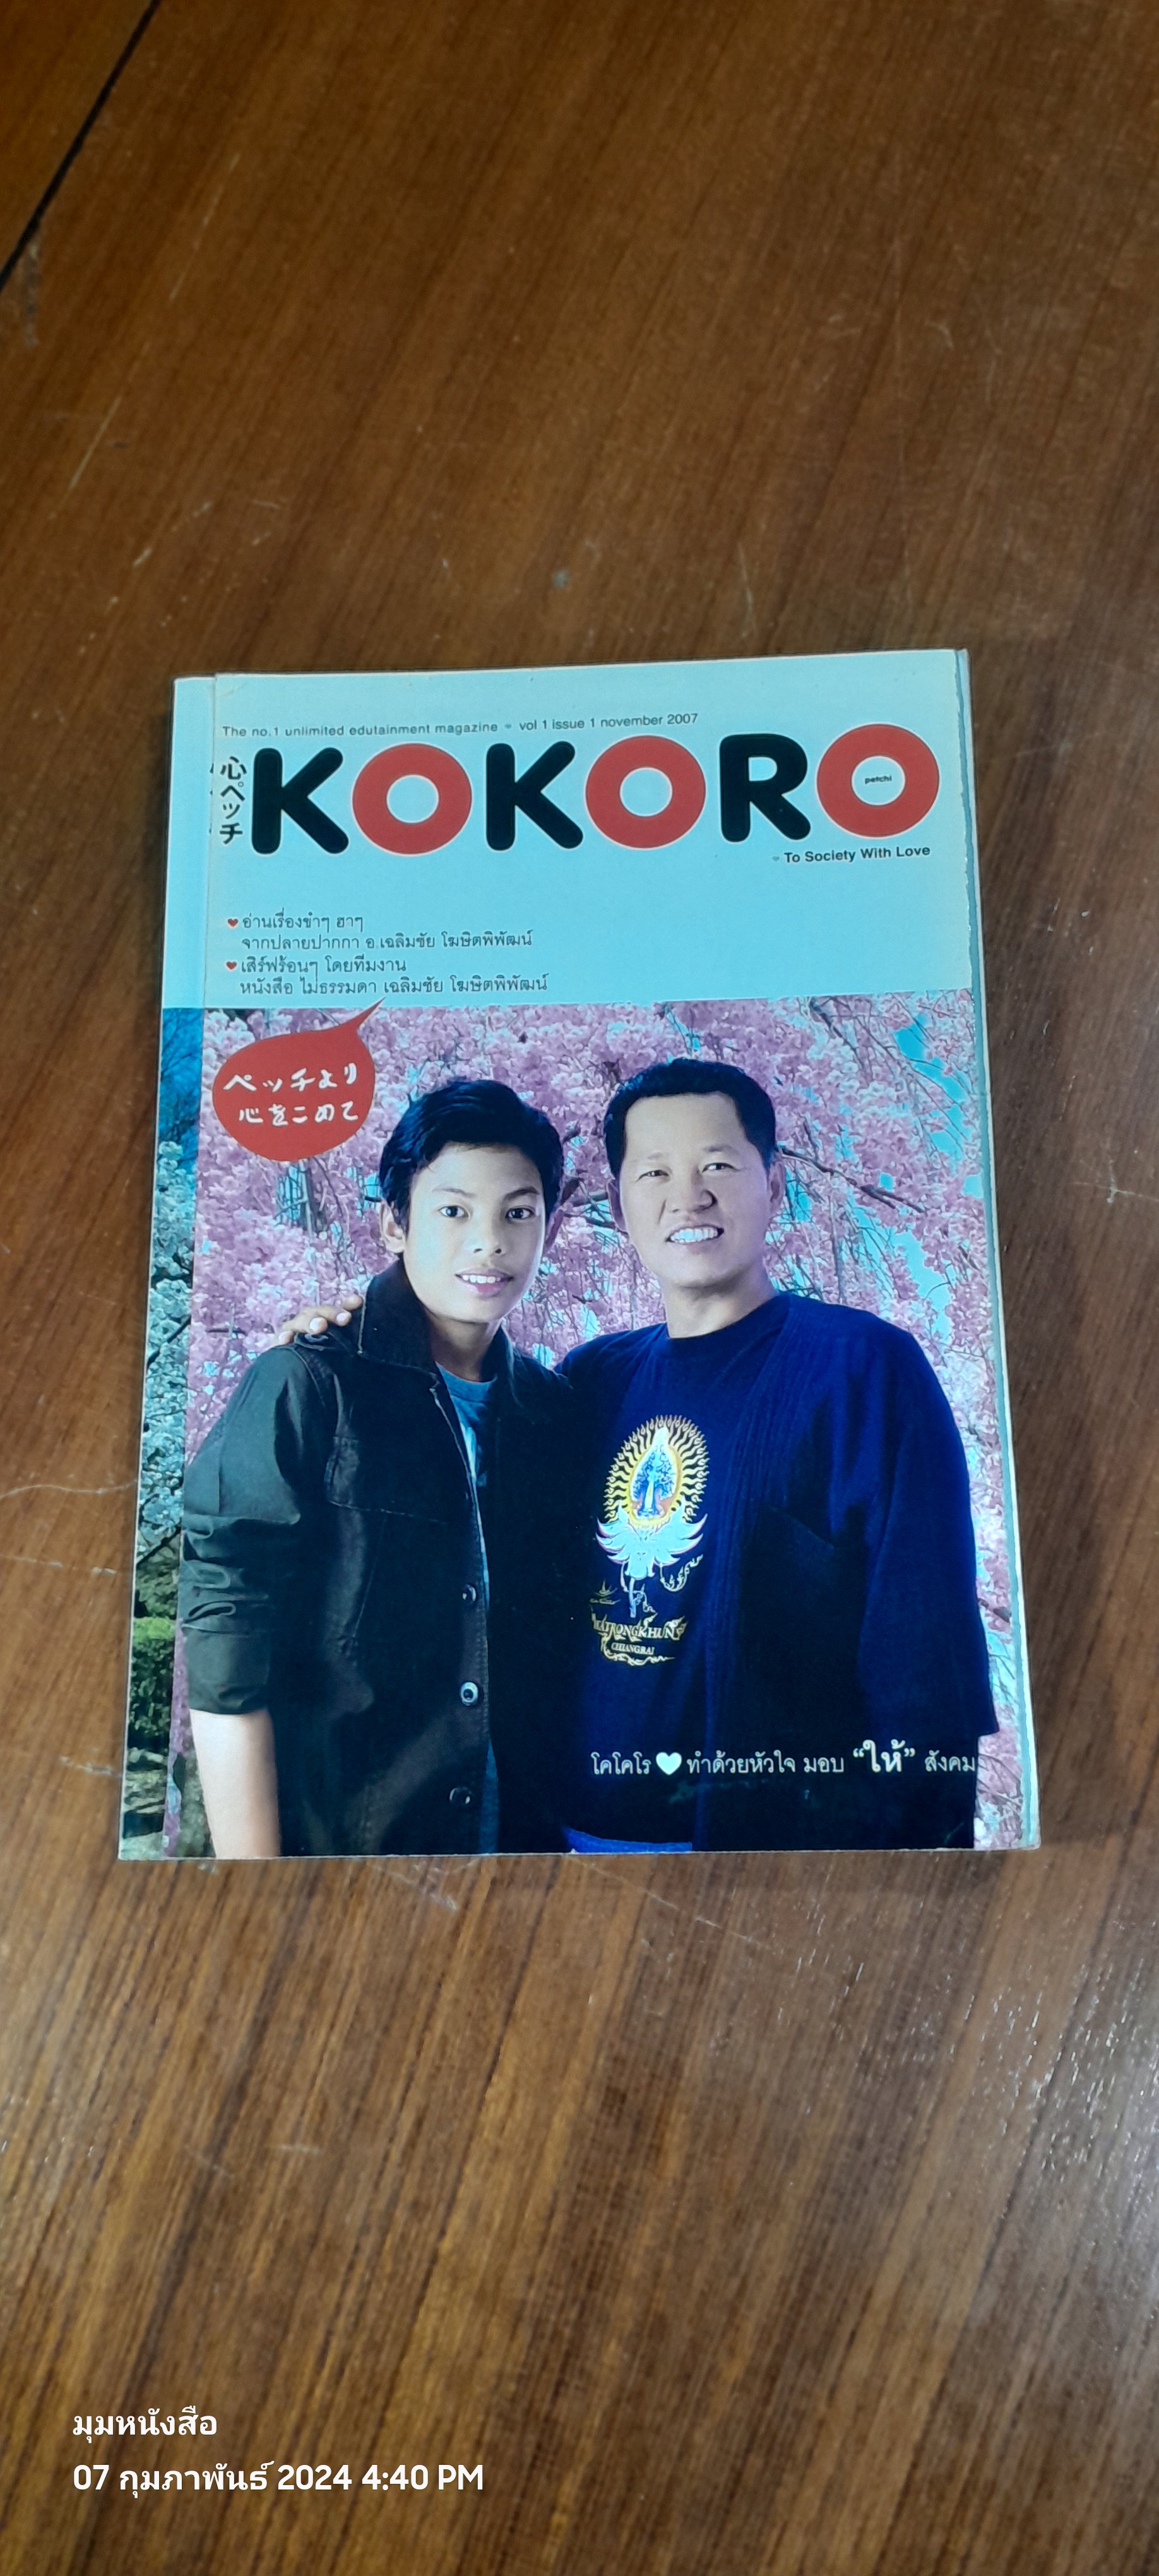 The no.1 unlimited edutainment magazine ❤ vol 1 issue 1 november 2007
心ペッチ
KOKORO
petchi
❤ To Society With Love
❤ อ่านเรื่องขำๆ ฮาๆ
จากปลายปากกา อ.เฉลิมชัย โฆษิตพิพัฒน์
❤ เสิร์ฟร้อนๆ โดยทีมงาน
หนังสือ ไม่ธรรมดา เฉลิมชัย โฆษิตพิพัฒน์
ペッチより
心をこめて
RONGKHUN
CHIANGRAI
โคโคโร ❤ ทำด้วยหัวใจ มอบ “ให้” สังคม
มุมหนังสือ
07 กุมภาพันธ์ 2024 4:40 PM